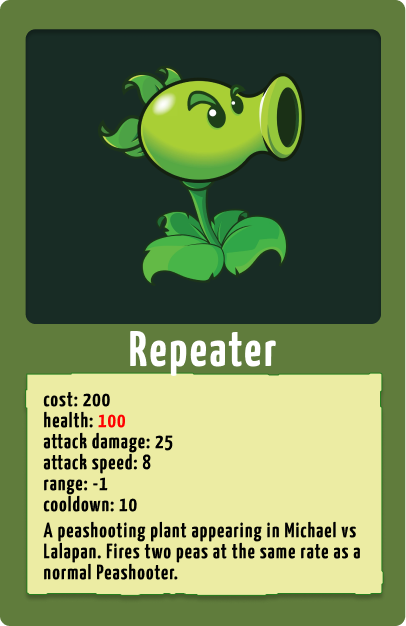 Repeater
cost: 200
health: 100
attack damage: 25
attack speed: 8
range: -1
cooldown: 10
A peashooting plant appearing in Michael vs
Lalapan. Fires two peas at the same rate as a
normal Peashooter.